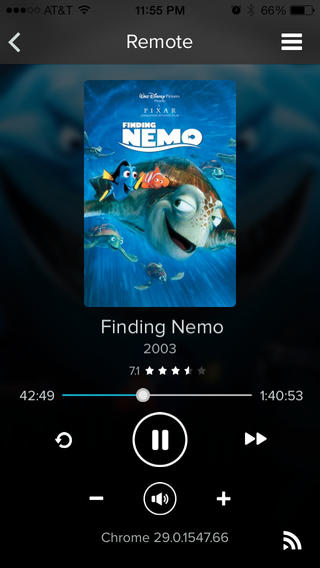 AT&T 11:55 PM 66%
Remote
WALT DISNEY PICTURES
PIXAR
FINDING
NEMO
Finding Nemo
2003
7.1
42:49 1:40:53
Chrome 29.0.1547.66